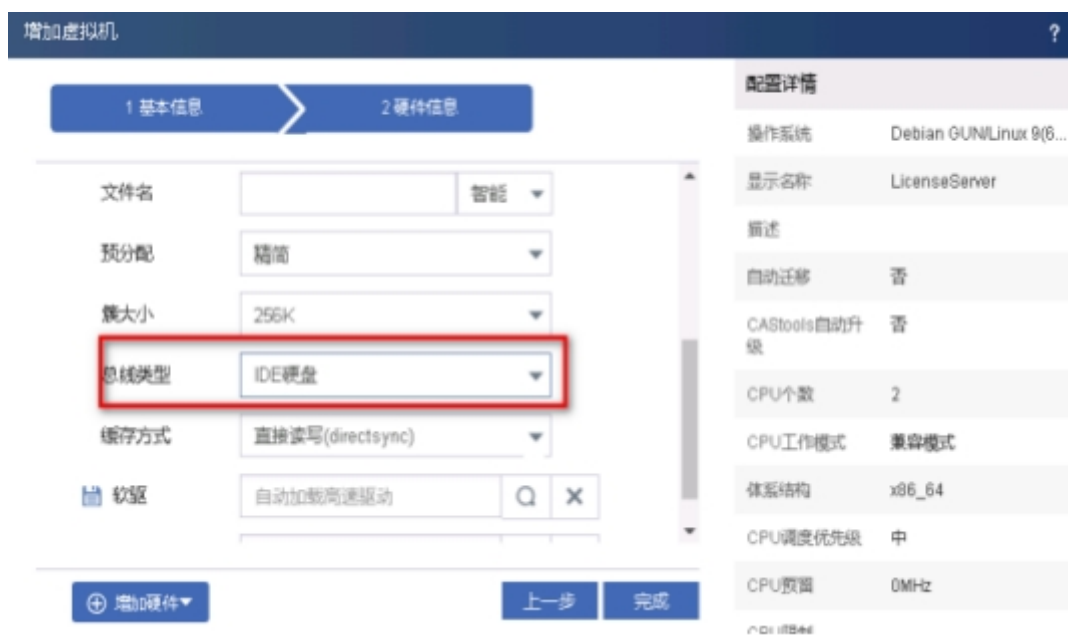 增加虚拟机
?
1 基本信息
2 硬件信息
文件名
智能
预分配
精简
簇大小
256K
总线类型
IDE硬盘
缓存方式
直接读写(directsync)
软驱
自动加载高速驱动
增加硬件
上一步
完成
配置详情
操作系统
Debian GUN/Linux 9(6...
显示名称
LicenseServer
描述
自动迁移
否
CAStools自动升
级
否
CPU个数
2
CPU工作模式
兼容模式
体系结构
x86_64
CPU调度优先级
中
CPU预留
0MHz
CPU限制